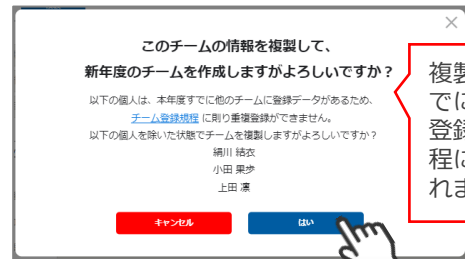 このチームの情報を複製して、
新年度のチームを作成しますがよろしいですか?
以下の個人は、本年度すでに他のチームに登録データがあるため、
チーム登録規程 に則り重複登録ができません。
以下の個人を除いた状態でチームを複製しますがよろしいですか?
絹川 結衣
小田 果歩
上田 凜
キャンセル
はい
複製
でに
登録
程に
れま